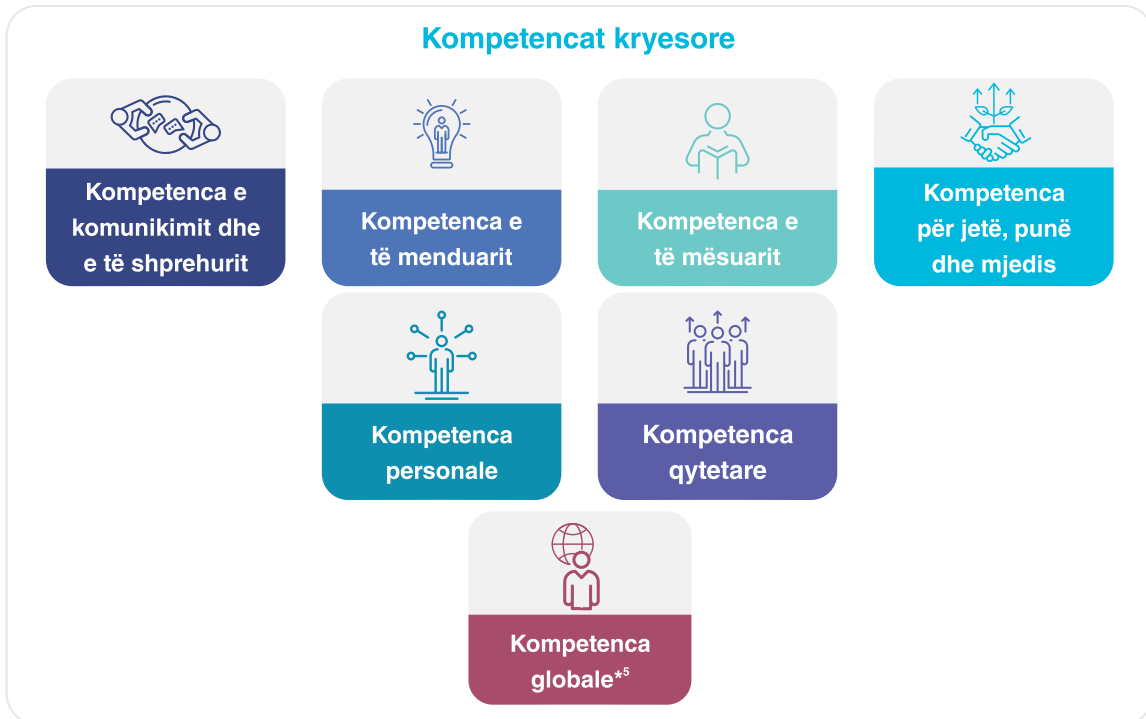 Kompetencat kryesore
Kompetenca e
komunikimit dhe
e të shprehurit
Kompetenca e
të menduarit
Kompetenca e
të mësuarit
Kompetenca
për jetë, punë
dhe mjedis
Kompetenca
personale
Kompetenca
qytetare
Kompetenca
globale*⁵